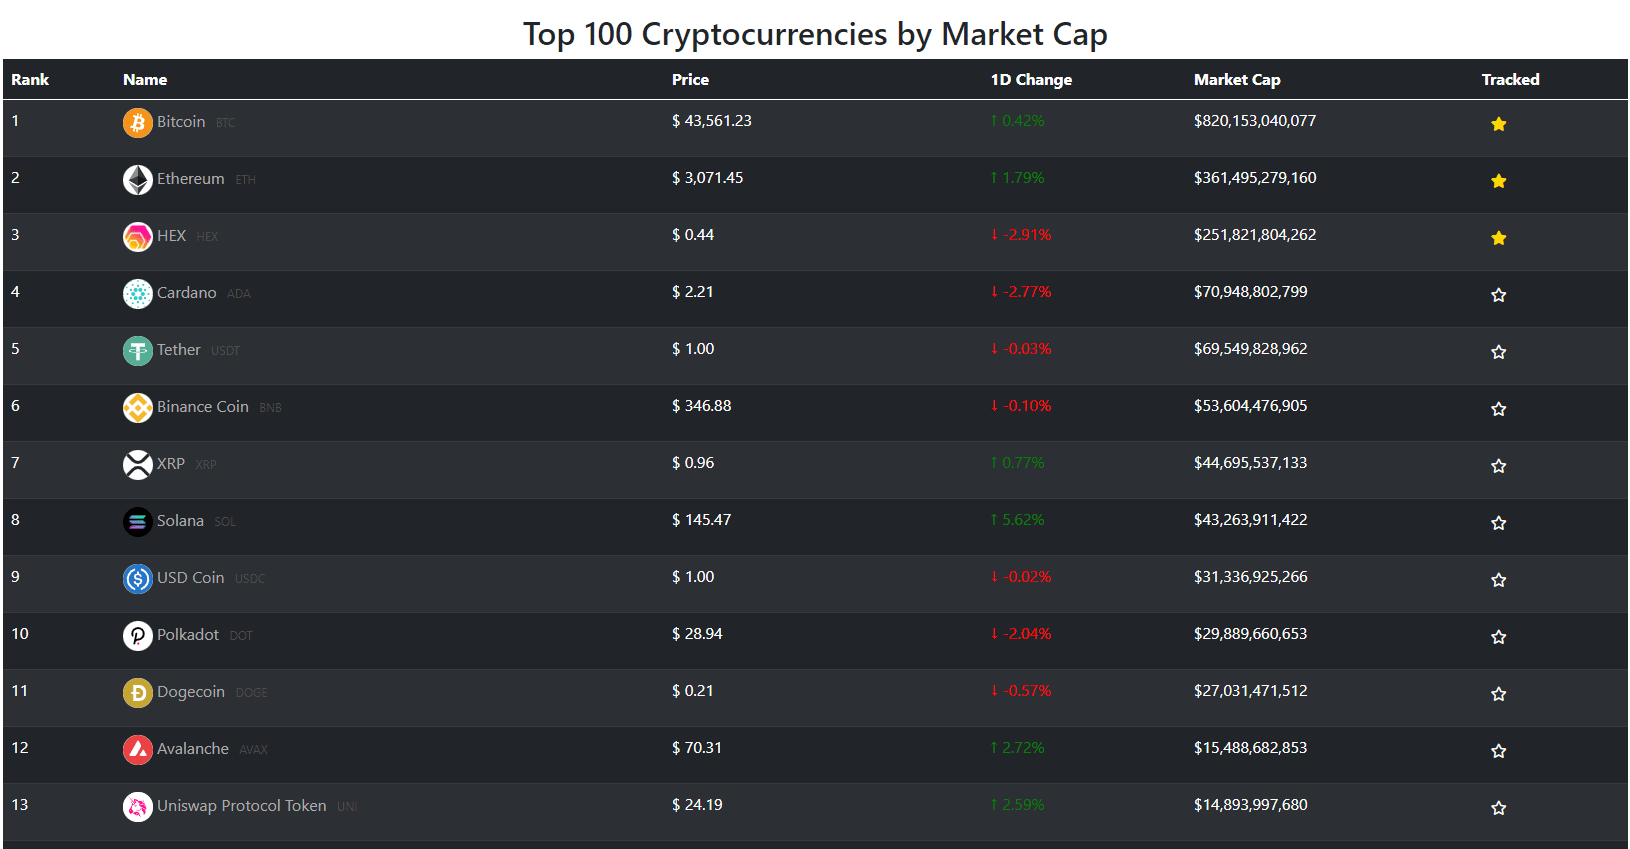 Top 100 Cryptocurrencies by Market Cap
Rank Name Price 1D Change Market Cap Tracked
1 Bitcoin BTC $ 43,561.23 ↑ 0.42% $820,153,040,077
2 Ethereum ETH $ 3,071.45 ↑ 1.79% $361,495,279,160
3 HEX HEX $ 0.44 ↓ -2.91% $251,821,804,262
4 Cardano ADA $ 2.21 ↓ -2.77% $70,948,802,799
5 Tether USDT $ 1.00 ↓ -0.03% $69,549,828,962
6 Binance Coin BNB $ 346.88 ↓ -0.10% $53,604,476,905
7 XRP XRP $ 0.96 ↑ 0.77% $44,695,537,133
8 Solana SOL $ 145.47 ↑ 5.62% $43,263,911,422
9 USD Coin USDC $ 1.00 ↓ -0.02% $31,336,925,266
10 Polkadot DOT $ 28.94 ↓ -2.04% $29,889,660,653
11 Dogecoin DOGE $ 0.21 ↓ -0.57% $27,031,471,512
12 Avalanche AVAX $ 70.31 ↑ 2.72% $15,488,682,853
13 Uniswap Protocol Token UNI $ 24.19 ↑ 2.59% $14,893,997,680